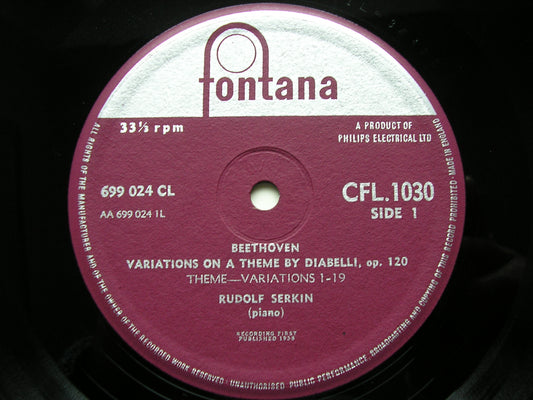 fontana
33⅓ rpm
A PRODUCT OF
PHILIPS ELECTRICAL LTD
699 024 CL
AA 699 024 1L
CFL.1030
SIDE 1
BEETHOVEN
VARIATIONS ON A THEME BY DIABELLI, op. 120
THEME—VARIATIONS 1-19
RUDOLF SERKIN
(piano)
RECORDING FIRST
PUBLISHED 1958
ALL RIGHTS OF THE MANUFACTURER AND OF THE OWNER OF THE RECORDED WORK RESERVED · UNAUTHORISED PUBLIC PERFORMANCE, BROADCASTING AND COPYING OF THIS RECORD PROHIBITED · MADE IN ENGLAND